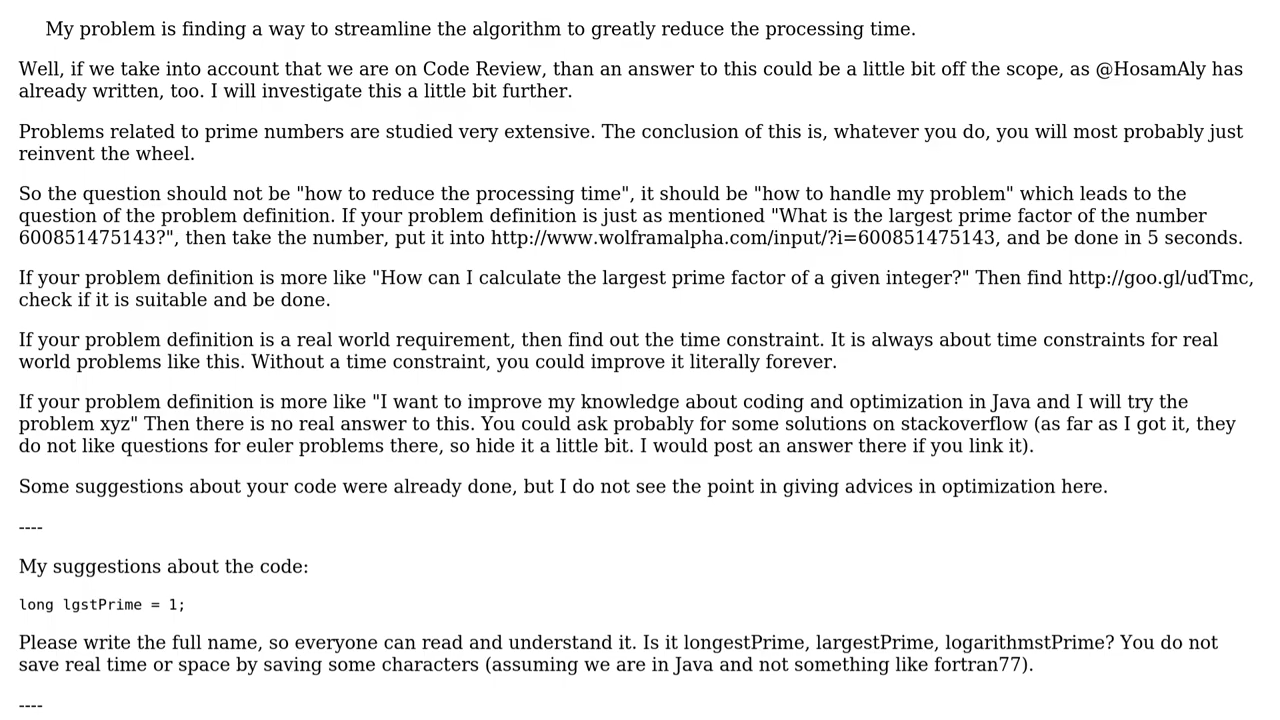 My problem is finding a way to streamline the algorithm to greatly reduce the processing time.
Well, if we take into account that we are on Code Review, than an answer to this could be a little bit off the scope, as @HosamAly has
already written, too. I will investigate this a little bit further.
Problems related to prime numbers are studied very extensive. The conclusion of this is, whatever you do, you will most probably just
reinvent the wheel.
So the question should not be "how to reduce the processing time", it should be "how to handle my problem" which leads to the
question of the problem definition. If your problem definition is just as mentioned "What is the largest prime factor of the number
600851475143?", then take the number, put it into http://www.wolframalpha.com/input/?i=600851475143, and be done in 5 seconds.
If your problem definition is more like "How can I calculate the largest prime factor of a given integer?" Then find http://goo.gl/udTmc,
check if it is suitable and be done.
If your problem definition is a real world requirement, then find out the time constraint. It is always about time constraints for real
world problems like this. Without a time constraint, you could improve it literally forever.
If your problem definition is more like "I want to improve my knowledge about coding and optimization in Java and I will try the
problem xyz" Then there is no real answer to this. You could ask probably for some solutions on stackoverflow (as far as I got it, they
do not like questions for euler problems there, so hide it a little bit. I would post an answer there if you link it).
Some suggestions about your code were already done, but I do not see the point in giving advices in optimization here.
----
My suggestions about the code:
long lgstPrime = 1;
Please write the full name, so everyone can read and understand it. Is it longestPrime, largestPrime, logarithmstPrime? You do not
save real time or space by saving some characters (assuming we are in Java and not something like fortran77).
----